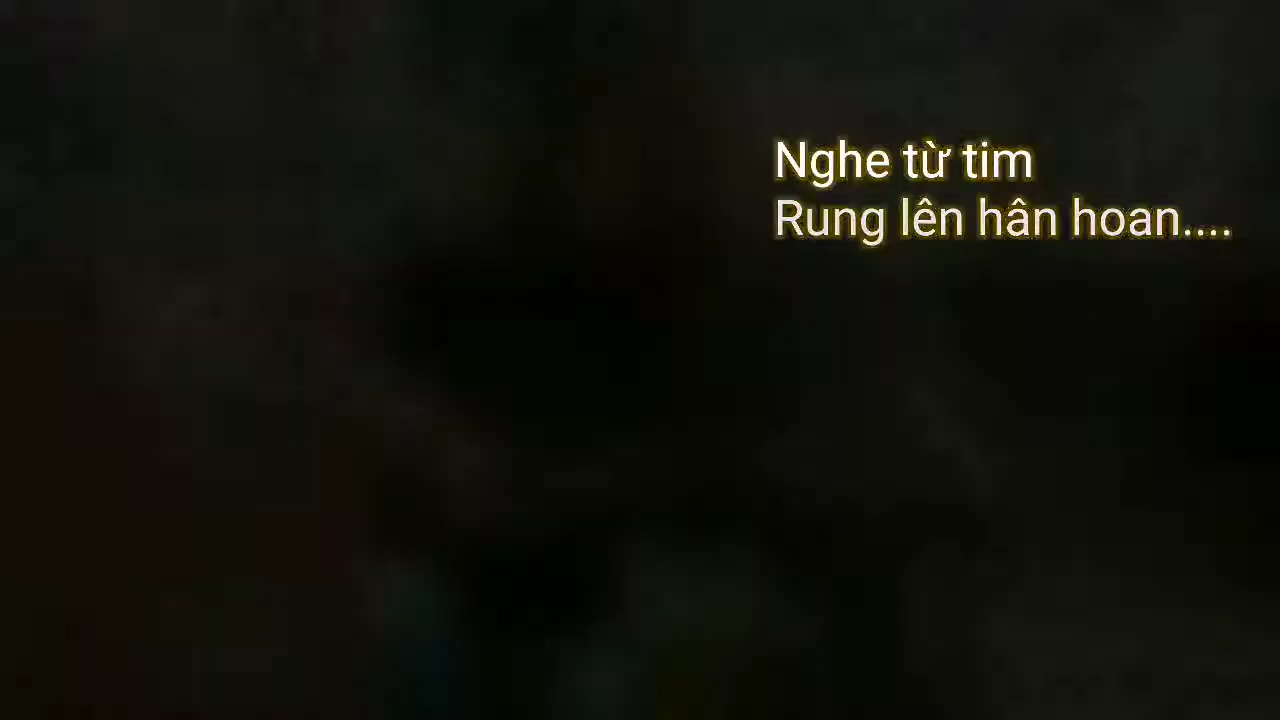 Nghe từ tim
Rung lên hân hoan....